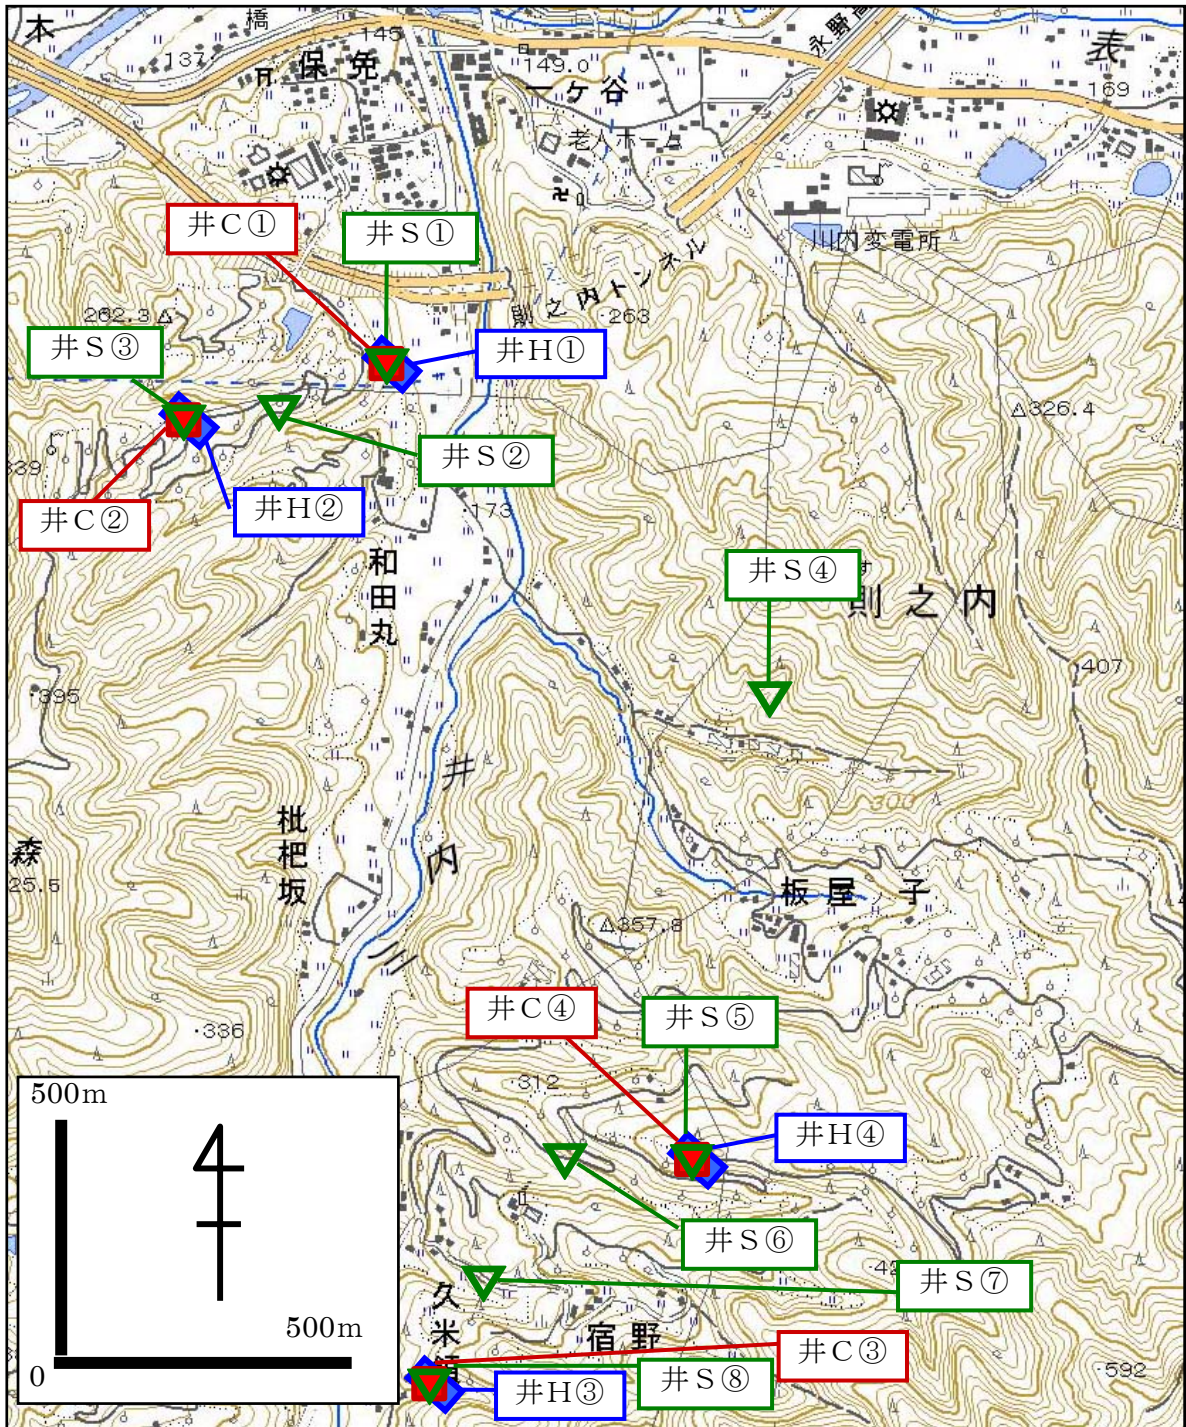 本
橋
145
137
保免
149.0
一ヶ谷
永野
表
169
老人ホーム
井C①
井S①
川内変電所
則之内トンネル
263
262.3
井S③
井H①
326.4
井S②
339
井C②
井H②
173
和田丸
井S④
す
則之内
407
395
井
内
川
枇杷坂
300
森
25.5
板屋ノ子
357.8
井C④
井S⑤
336
500m
312
井H④
井S⑥
井S⑦
久米
宿野
500m
0
井C③
井S⑧
井H③
592